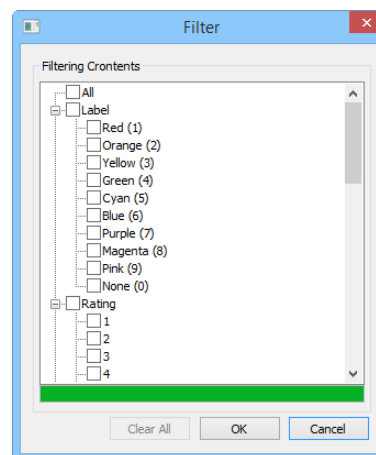 Filter
Filtering Crontents
All
Label
Red (1)
Orange (2)
Yellow (3)
Green (4)
Cyan (5)
Blue (6)
Purple (7)
Magenta (8)
Pink (9)
None (0)
Rating
1
2
3
4
Clear All OK Cancel